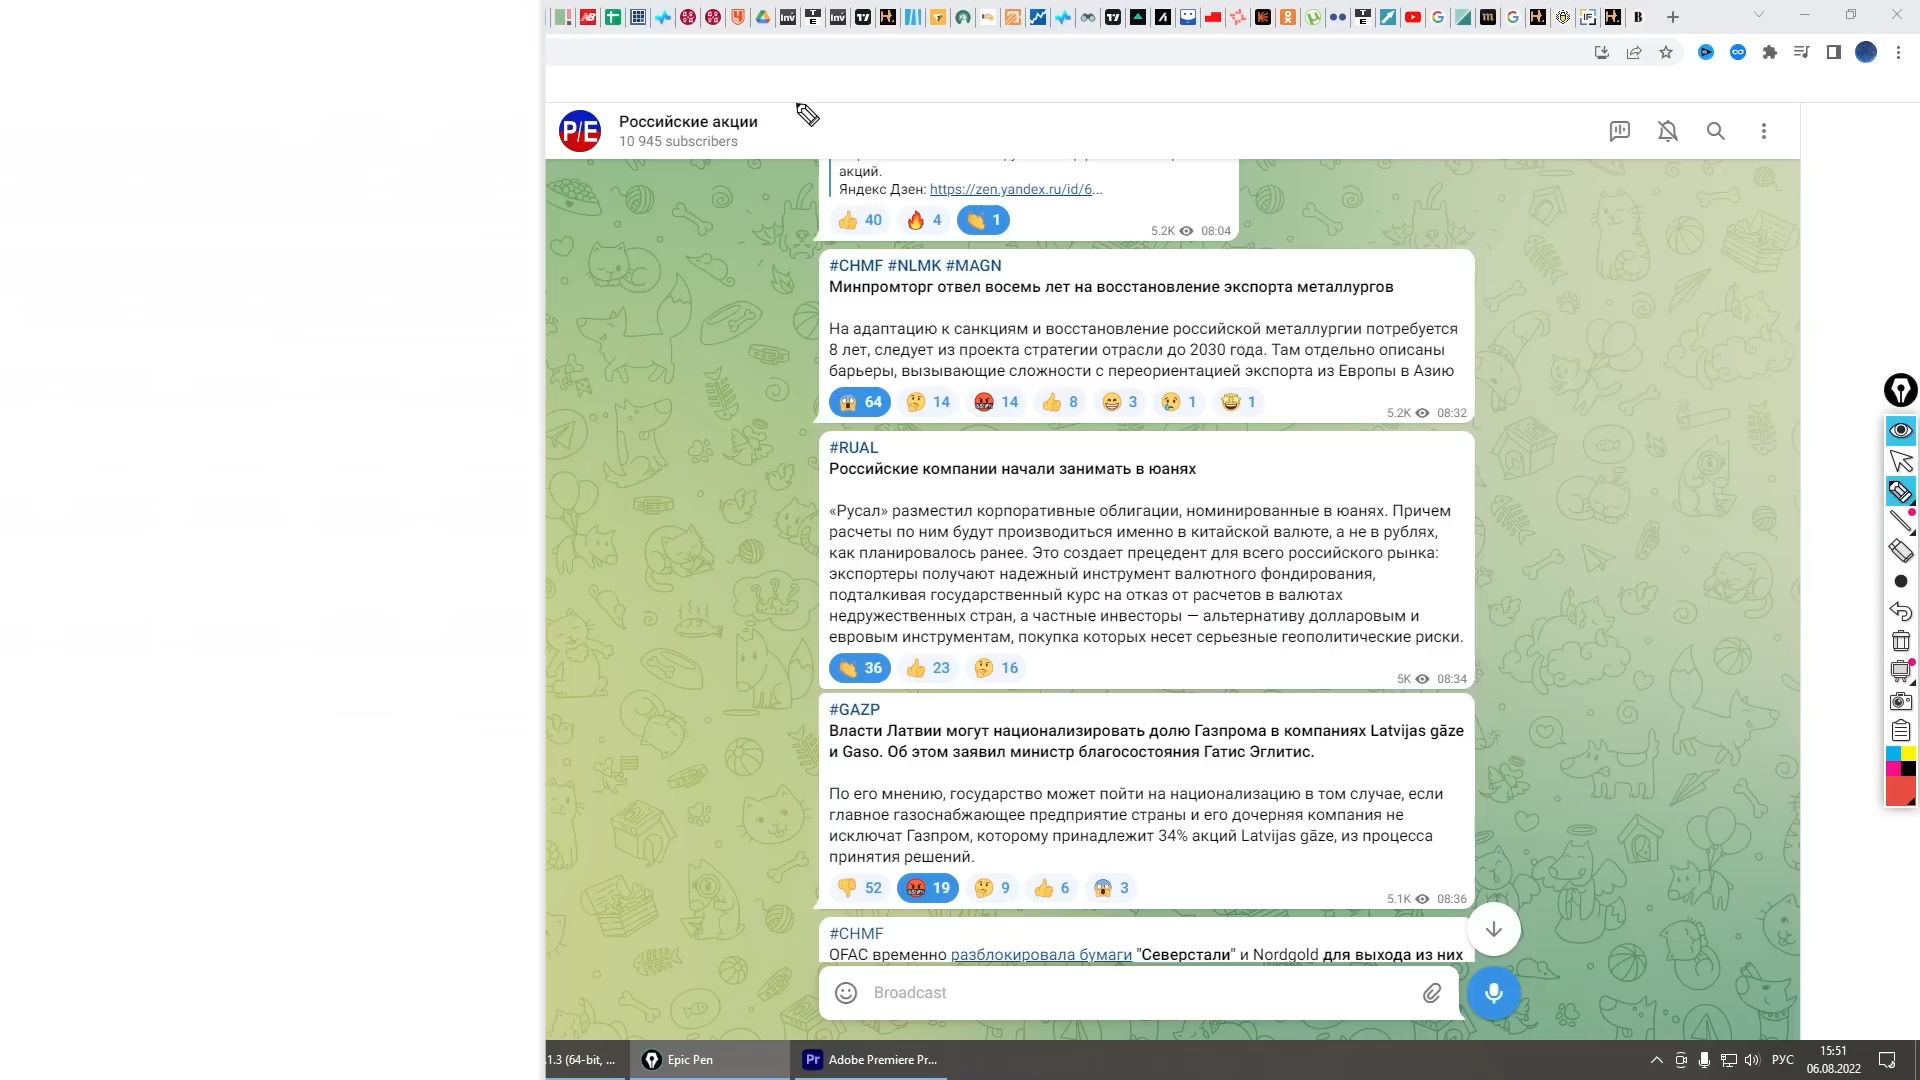 P/E
Российские акции
10 945 subscribers
акций.
Яндекс Дзен: https://zen.yandex.ru/id/6...
40 4 1
5.2K 08:04
#CHMF #NLMK #MAGN
Минпромторг отвел восемь лет на восстановление экспорта металлургов
На адаптацию к санкциям и восстановление российской металлургии потребуется
8 лет, следует из проекта стратегии отрасли до 2030 года. Там отдельно описаны
барьеры, вызывающие сложности с переориентацией экспорта из Европы в Азию
64 14 14 8 3 1 1
5.2K 08:32
#RUAL
Российские компании начали занимать в юанях
«Русал» разместил корпоративные облигации, номинированные в юанях. Причем
расчеты по ним будут производиться именно в китайской валюте, а не в рублях,
как планировалось ранее. Это создает прецедент для всего российского рынка:
экспортеры получают надежный инструмент валютного фондирования,
подталкивая государственный курс на отказ от расчетов в валютах
недружественных стран, а частные инвесторы — альтернативу долларовым и
евровым инструментам, покупка которых несет серьезные геополитические риски.
36 23 16
5K 08:34
#GAZP
Власти Латвии могут национализировать долю Газпрома в компаниях Latvijas gāze
и Gaso. Об этом заявил министр благосостояния Гатис Эглитис.
По его мнению, государство может пойти на национализацию в том случае, если
главное газоснабжающее предприятие страны и его дочерняя компания не
исключат Газпром, которому принадлежит 34% акций Latvijas gāze, из процесса
принятия решений.
52 19 9 6 3
5.1K 08:36
#CHMF
OFAC временно разблокировала бумаги "Северстали" и Nordgold для выхода из них
Broadcast
.1.3 (64-bit, ...
Epic Pen
Pr Adobe Premiere Pr...
РУС
15:51
06.08.2022